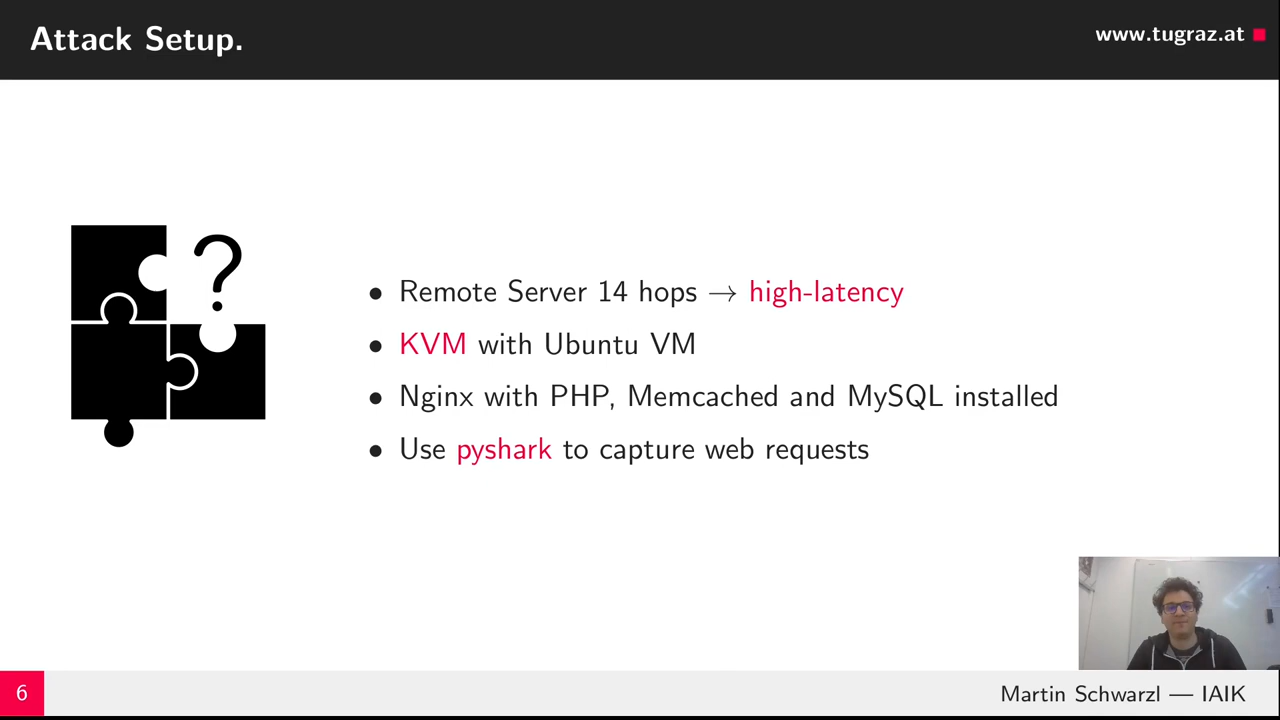 Attack Setup.
www.tugraz.at
?
• Remote Server 14 hops → high-latency
• KVM with Ubuntu VM
• Nginx with PHP, Memcached and MySQL installed
• Use pyshark to capture web requests
6
Martin Schwarzl — IAIK